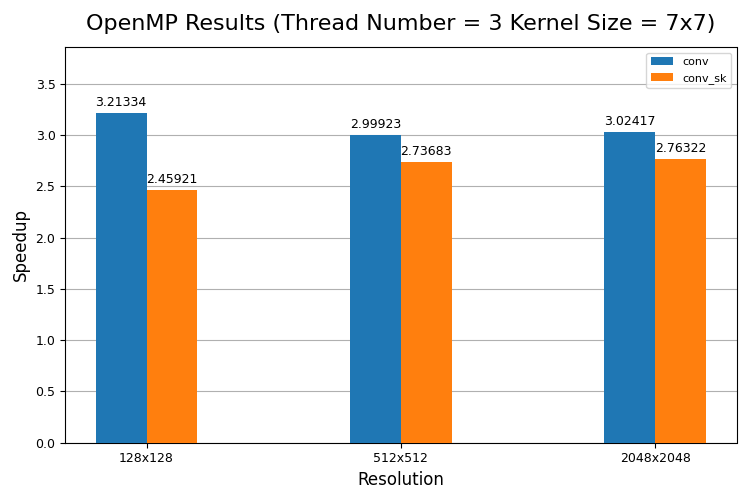 OpenMP Results (Thread Number = 3 Kernel Size = 7x7)
conv
conv_sk
3.5
3.0
2.5
2.0
1.5
1.0
0.5
0.0
Speedup
3.21334
2.45921
2.99923
2.73683
3.02417
2.76322
128x128
512x512
2048x2048
Resolution